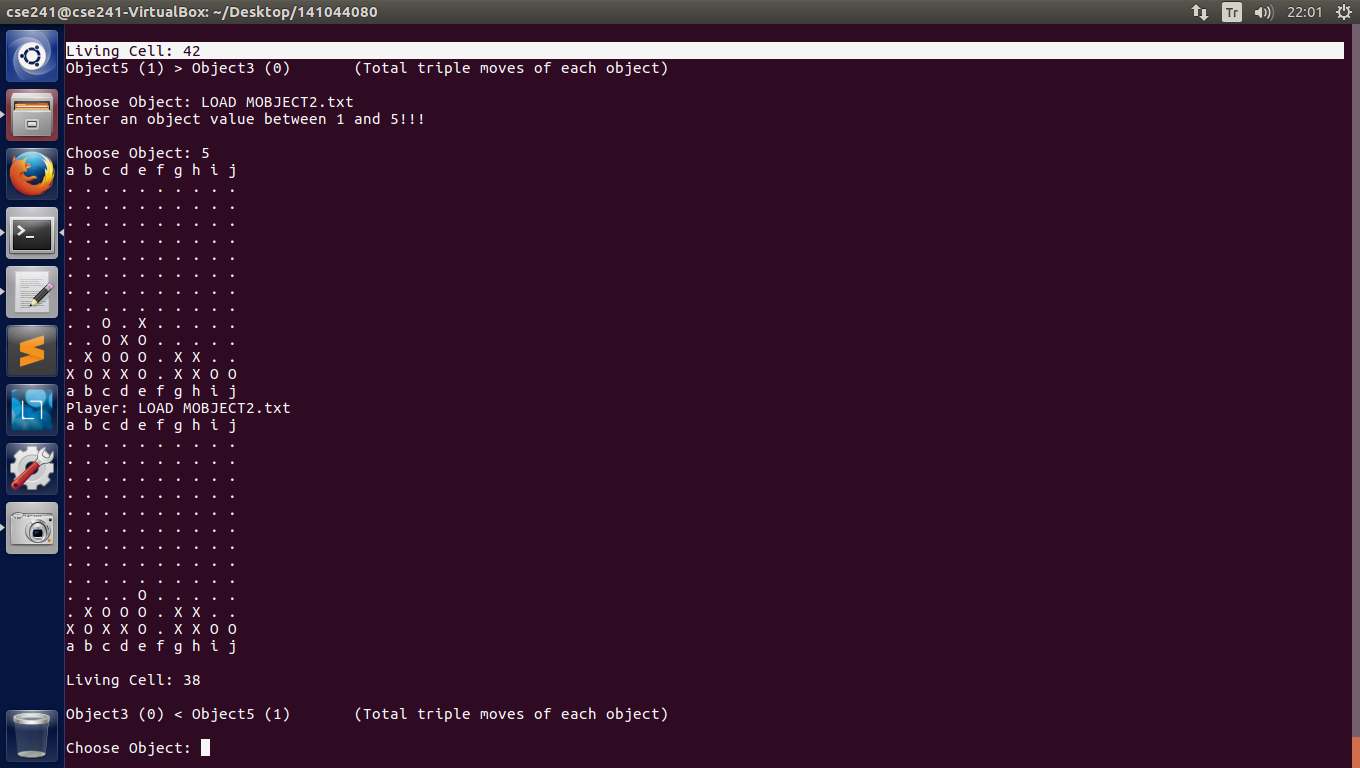 cse241@cse241-VirtualBox: ~/Desktop/141044080
Tr
22:01
Living Cell: 42
Object5 (1) > Object3 (0)       (Total triple moves of each object)
Choose Object: LOAD MOBJECT2.txt
Enter an object value between 1 and 5!!!
Choose Object: 5
a b c d e f g h i j
. . . . . . . . . .
. . . . . . . . . .
. . . . . . . . . .
. . . . . . . . . .
. . . . . . . . . .
. . . . . . . . . .
. . . . . . . . . .
. . . . . . . . . .
. . O . X . . . . .
. . O X O . . . . .
. X O O O . X X . .
X O X X O . X X O O
a b c d e f g h i j
Player: LOAD MOBJECT2.txt
a b c d e f g h i j
. . . . . . . . . .
. . . . . . . . . .
. . . . . . . . . .
. . . . . . . . . .
. . . . . . . . . .
. . . . . . . . . .
. . . . . . . . . .
. . . . . . . . . .
. . . . . . . . . .
. . . . O . . . . .
. X O O O . X X . .
X O X X O . X X O O
a b c d e f g h i j
Living Cell: 38
Object3 (0) < Object5 (1)       (Total triple moves of each object)
Choose Object: